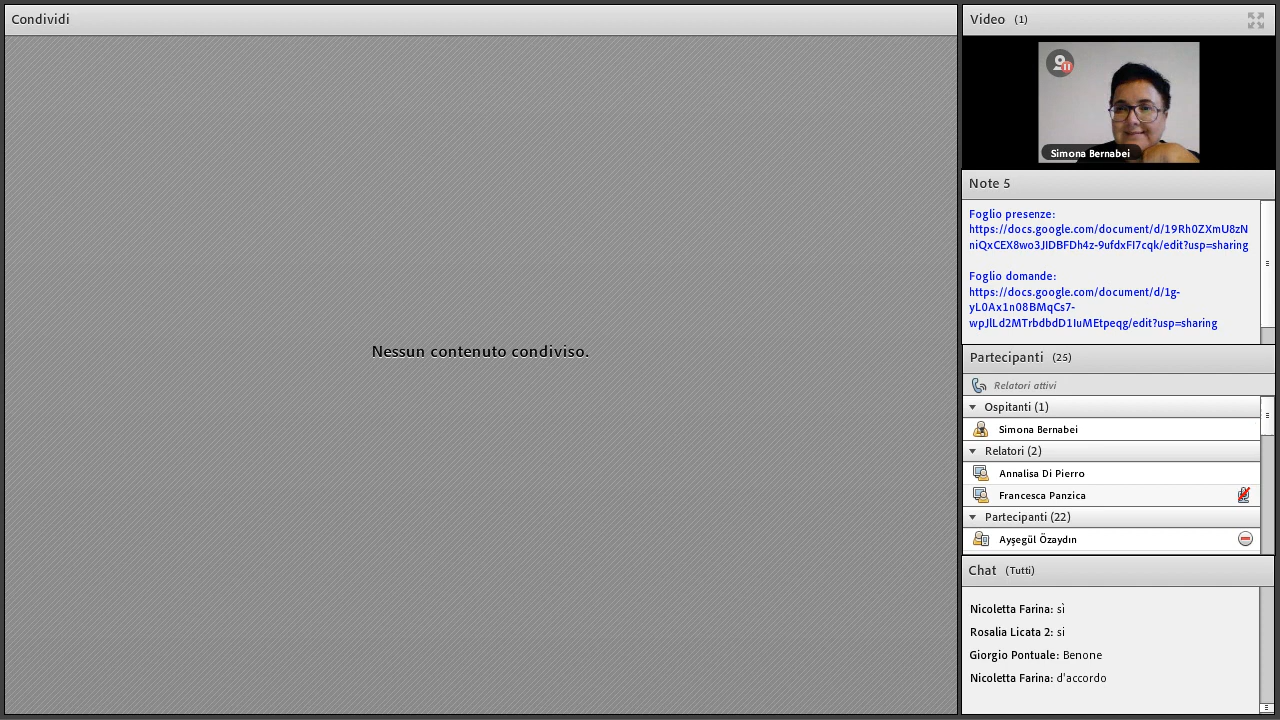 Condividi
Nessun contenuto condiviso.
Video (1)
Simona Bernabei
Note 5
Foglio presenze:
https://docs.google.com/document/d/19Rh0ZXmU8zN
niQxCEX8wo3JIDBFDh4z-9ufdxFI7cqk/edit?usp=sharing
Foglio domande:
https://docs.google.com/document/d/1g-
yL0Ax1n08BMqCs7-
wpJlLd2MTrbdbdD1IuMEtpeqg/edit?usp=sharing
Partecipanti (25)
Relatori attivi
Ospitanti (1)
Simona Bernabei
Relatori (2)
Annalisa Di Pierro
Francesca Panzica
Partecipanti (22)
Ayşegül Özaydın
Chat (Tutti)
Nicoletta Farina: sì
Rosalia Licata 2: si
Giorgio Pontuale: Benone
Nicoletta Farina: d'accordo